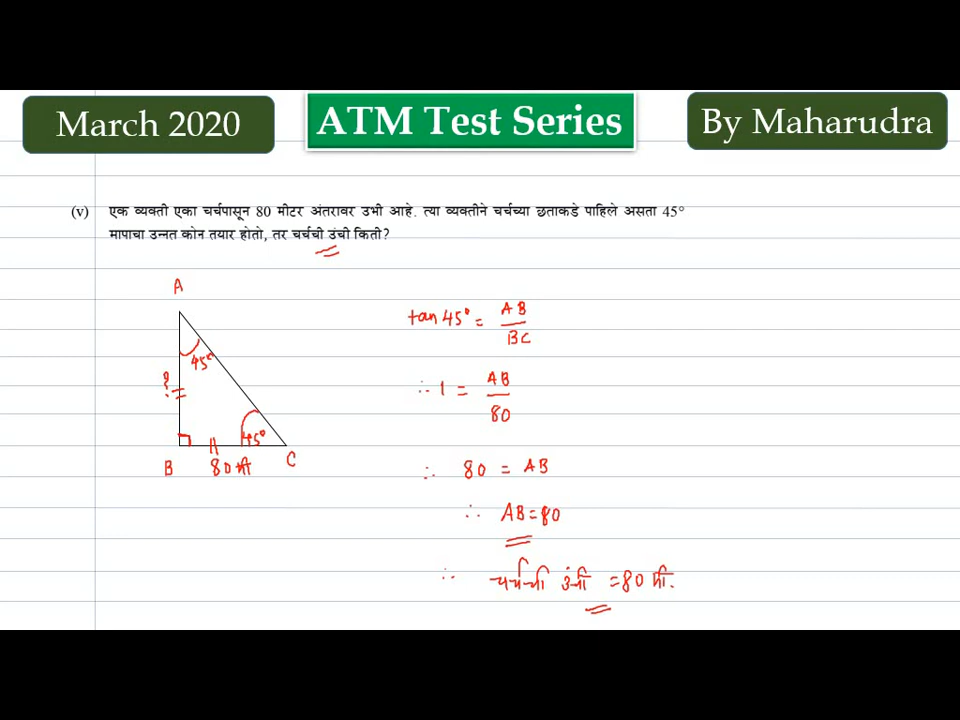 March 2020
ATM Test Series
By Maharudra
(v) एक व्यक्ती एका चर्चपासून 80 मीटर अंतरावर उभी आहे. त्या व्यक्तीने चर्चच्या छताकडे पाहिले असता 45°
मापाचा उन्नत कोन तयार होतो, तर चर्चची उंची किती?
A
45°
?
45°
B
80 मी
C
tan 45° = AB/BC
∴ 1 = AB/80
∴ 80 = AB
∴ AB = 80
∴ चर्चची उंची = 80 मी.